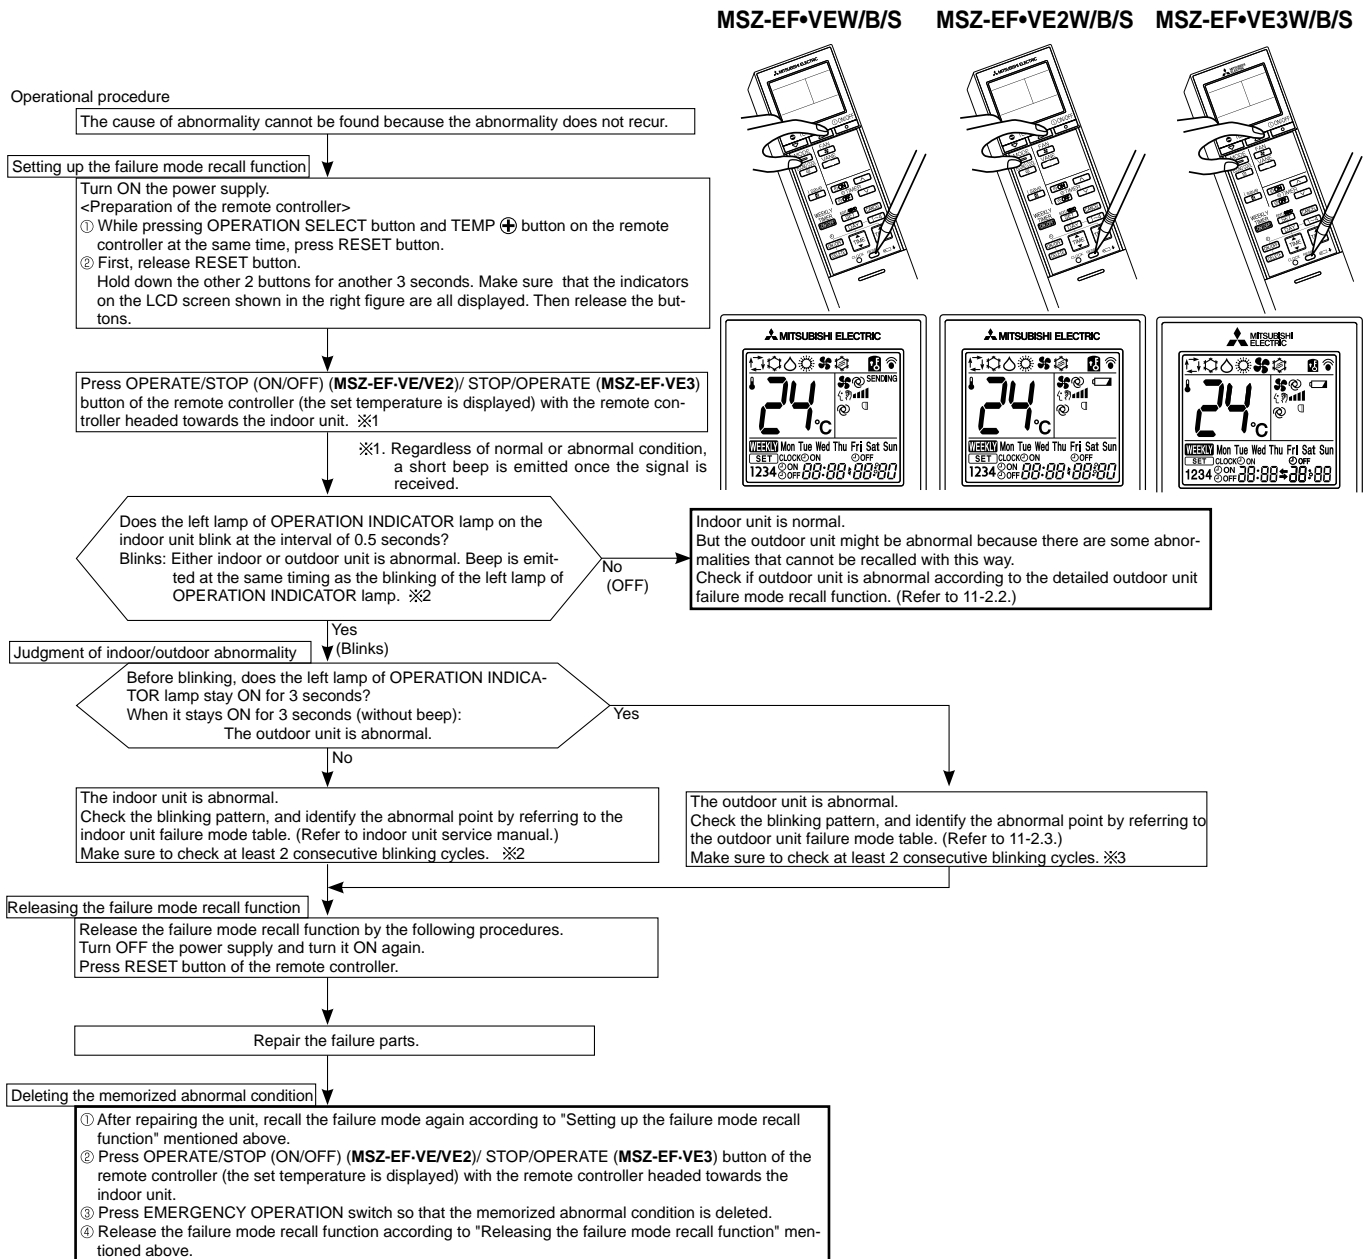 MSZ-EF•VEW/B/S MSZ-EF•VE2W/B/S MSZ-EF•VE3W/B/S
Operational procedure
The cause of abnormality cannot be found because the abnormality does not recur.
Setting up the failure mode recall function
Turn ON the power supply.
<Preparation of the remote controller>
① While pressing OPERATION SELECT button and TEMP ⊕ button on the remote
controller at the same time, press RESET button.
② First, release RESET button.
Hold down the other 2 buttons for another 3 seconds. Make sure that the indicators
on the LCD screen shown in the right figure are all displayed. Then release the but-
tons.
MITSUBISHI ELECTRIC
SENDING
24°C
WEEKLY Mon Tue Wed Thu Fri Sat Sun
SET CLOCK ON OFF
1234 ON OFF 88:88 88:88
MITSUBISHI ELECTRIC
24°C
WEEKLY Mon Tue Wed Thu Fri Sat Sun
SET CLOCK ON OFF
1234 ON OFF 88:88 88:88
MITSUBISHI
ELECTRIC
24°C
WEEKLY Mon Tue Wed Thu Fri Sat Sun
SET CLOCK ON OFF
1234 ON OFF 88:88 88:88
Press OPERATE/STOP (ON/OFF) (MSZ-EF·VE/VE2)/ STOP/OPERATE (MSZ-EF·VE3)
button of the remote controller (the set temperature is displayed) with the remote con-
troller headed towards the indoor unit. ※1
※1. Regardless of normal or abnormal condition,
a short beep is emitted once the signal is
received.
Does the left lamp of OPERATION INDICATOR lamp on the
indoor unit blink at the interval of 0.5 seconds?
Blinks: Either indoor or outdoor unit is abnormal. Beep is emit-
ted at the same timing as the blinking of the left lamp of
OPERATION INDICATOR lamp. ※2
No
(OFF)
Indoor unit is normal.
But the outdoor unit might be abnormal because there are some abnor-
malities that cannot be recalled with this way.
Check if outdoor unit is abnormal according to the detailed outdoor unit
failure mode recall function. (Refer to 11-2.2.)
Yes
(Blinks)
Judgment of indoor/outdoor abnormality
Before blinking, does the left lamp of OPERATION INDICA-
TOR lamp stay ON for 3 seconds?
When it stays ON for 3 seconds (without beep):
The outdoor unit is abnormal.
Yes
No
The indoor unit is abnormal.
Check the blinking pattern, and identify the abnormal point by referring to the
indoor unit failure mode table. (Refer to indoor unit service manual.)
Make sure to check at least 2 consecutive blinking cycles. ※2
The outdoor unit is abnormal.
Check the blinking pattern, and identify the abnormal point by referring to
the outdoor unit failure mode table. (Refer to 11-2.3.)
Make sure to check at least 2 consecutive blinking cycles. ※3
Releasing the failure mode recall function
Release the failure mode recall function by the following procedures.
Turn OFF the power supply and turn it ON again.
Press RESET button of the remote controller.
Repair the failure parts.
Deleting the memorized abnormal condition
① After repairing the unit, recall the failure mode again according to "Setting up the failure mode recall
function" mentioned above.
② Press OPERATE/STOP (ON/OFF) (MSZ-EF·VE/VE2)/ STOP/OPERATE (MSZ-EF·VE3) button of the
remote controller (the set temperature is displayed) with the remote controller headed towards the
indoor unit.
③ Press EMERGENCY OPERATION switch so that the memorized abnormal condition is deleted.
④ Release the failure mode recall function according to "Releasing the failure mode recall function" men-
tioned above.